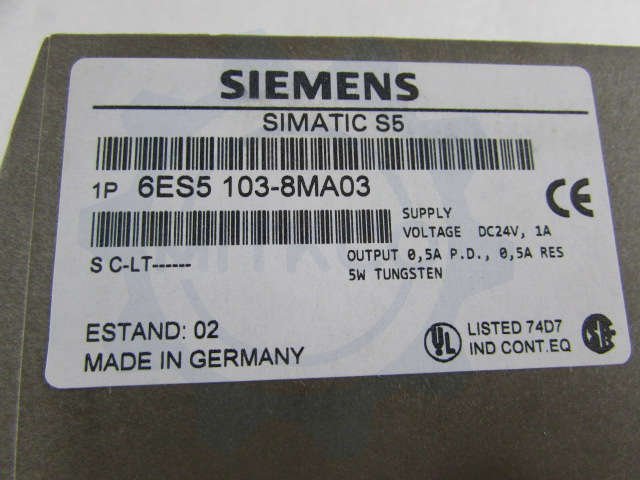 SIEMENS
SIMATIC S5
1P 6ES5 103-8MA03
CE
SUPPLY
VOLTAGE DC24V, 1A
S C-LT------
OUTPUT 0,5A P.D., 0,5A RES
5W TUNGSTEN
ESTAND: 02
MADE IN GERMANY
UL
LISTED 74D7
IND CONT.EQ